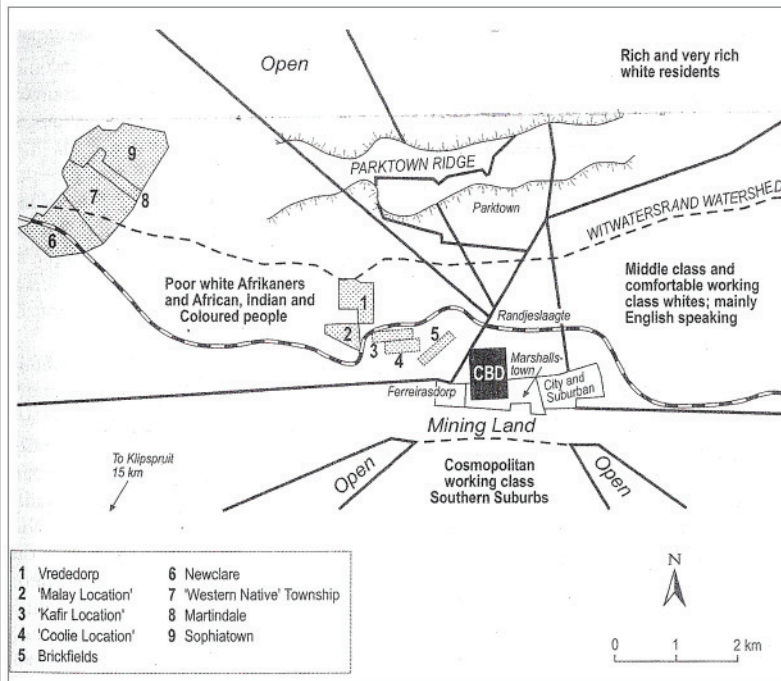 Open
Rich and very rich
white residents
9
PARKTOWN RIDGE
7
8
Parktown
WITWATERSRAND WATERSHED
6
Poor white Afrikaners
and African, Indian and
Coloured people
Middle class and
comfortable working
class whites; mainly
English speaking
1
Randjeslaagte
2
3
4
5
CBD
Marshalls-
town
City and
Suburban
Ferreirasdorp
Mining Land
To Klipspruit
15 km
Open
Cosmopolitan
working class
Southern Suburbs
Open
1 Vrededorp
2 'Malay Location'
3 'Kafir Location'
4 'Coolie Location'
5 Brickfields
6 Newclare
7 'Western Native' Township
8 Martindale
9 Sophiatown
N
0 1 2 km